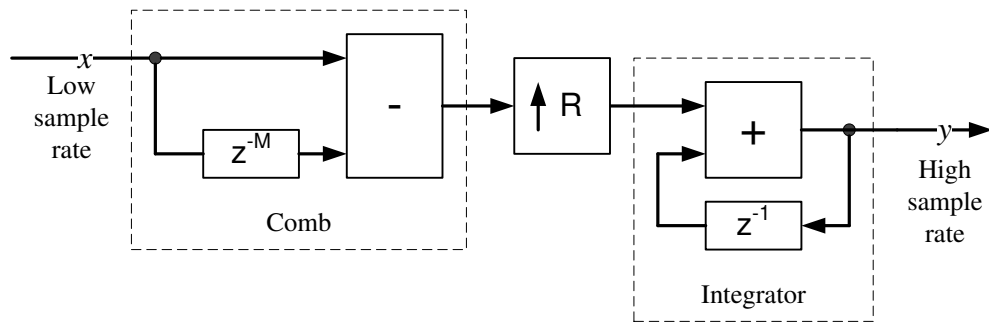 x
Low
sample
rate
z-M
-
Comb
R
+
z-1
Integrator
y
High
sample
rate